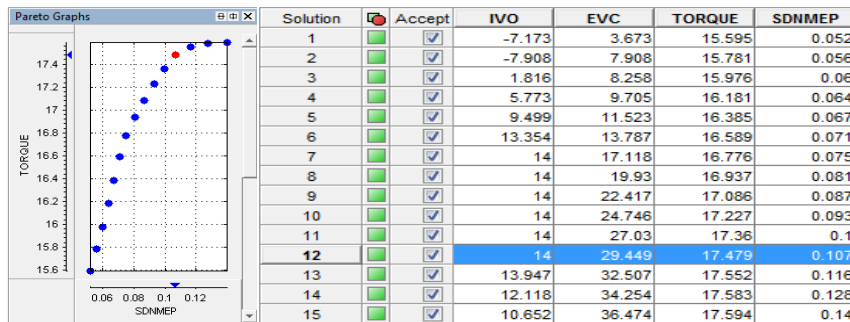 Pareto Graphs
17.4
17.2
17
16.8
16.6
16.4
16.2
16
15.8
15.6
TORQUE
0.06 0.08 0.1 0.12
SDNMEP
Solution Accept IVO EVC TORQUE SDNMEP
1 -7.173 3.673 15.595 0.052
2 -7.908 7.908 15.781 0.056
3 1.816 8.258 15.976 0.06
4 5.773 9.705 16.181 0.064
5 9.499 11.523 16.385 0.067
6 13.354 13.787 16.589 0.071
7 14 17.118 16.776 0.075
8 14 19.93 16.937 0.081
9 14 22.417 17.086 0.087
10 14 24.746 17.227 0.093
11 14 27.03 17.36 0.1
12 14 29.449 17.479 0.107
13 13.947 32.507 17.552 0.116
14 12.118 34.254 17.583 0.128
15 10.652 36.474 17.594 0.14